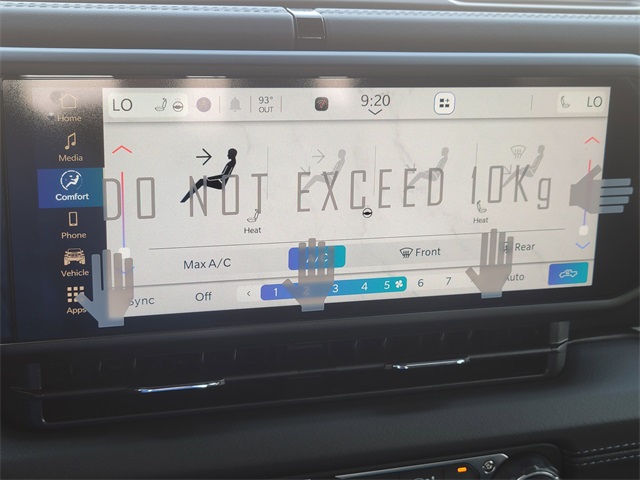 LO 93° OUT 9:20 LO
Home
Media
Comfort
Phone
Vehicle
Apps
DO NOT EXCEED 10Kg
Heat Heat
Max A/C A/C Front Rear
Sync Off < 1 2 3 4 5 6 7 Auto